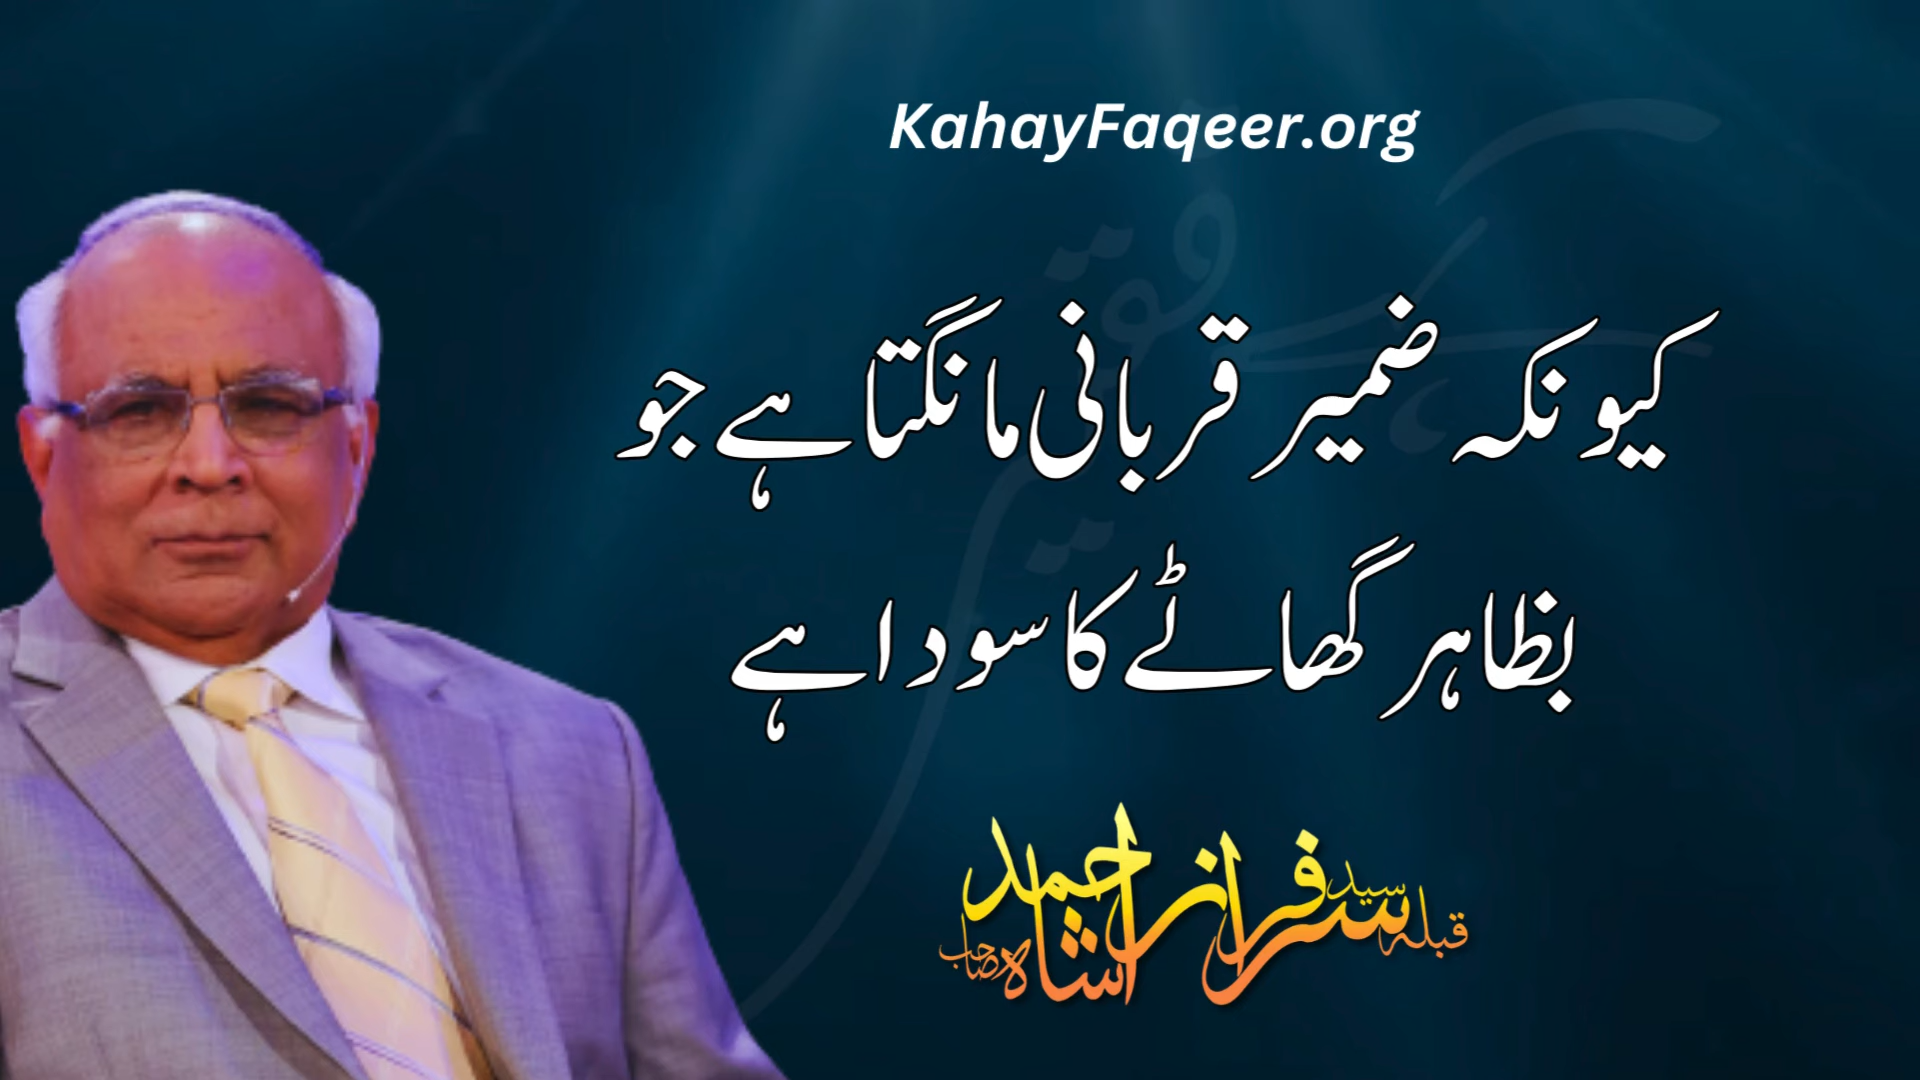 KahayFaqeer.org
کیونکہ ضمیر قربانی مانگتا ہے جو
بظاہر گھاٹے کا سودا ہے
قبلہ سید سرفراز احمد شاہ صاحب